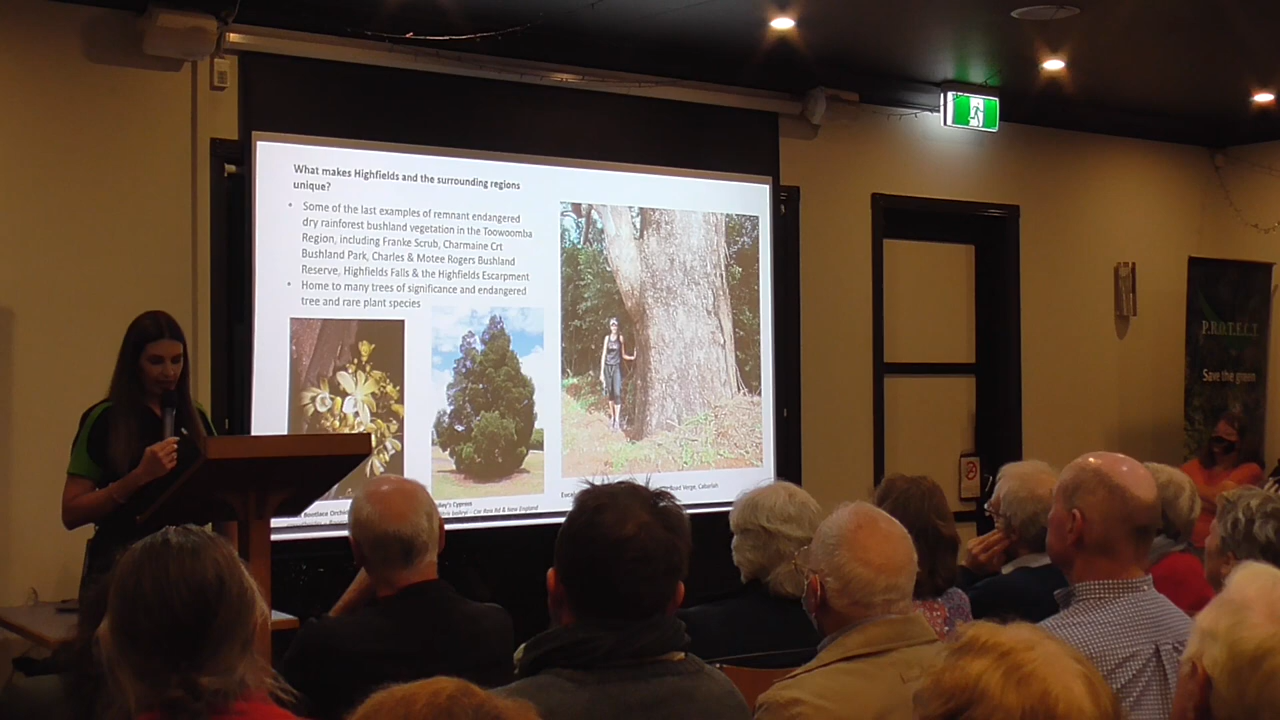 What makes Highfields and the surrounding regions
unique?
• Some of the last examples of remnant endangered
dry rainforest bushland vegetation in the Toowoomba
Region, including Franke Scrub, Charmaine Crt
Bushland Park, Charles & Motee Rogers Bushland
Reserve, Highfields Falls & the Highfields Escarpment
• Home to many trees of significance and endangered
tree and rare plant species
Bootlace Orchid
Cypress
Rd & New England
Road Verge, Cabarlah
P.R.O.T.E.C.T
Save the green